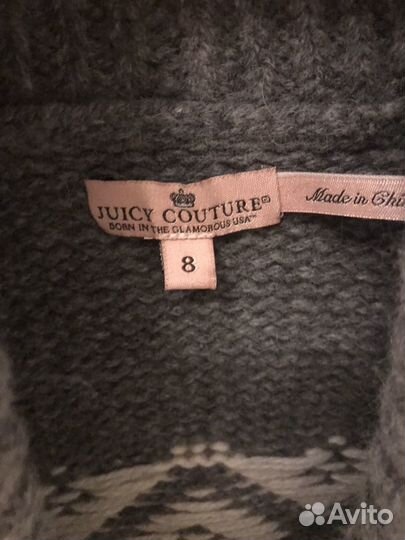 JUICY COUTURE®
BORN IN THE GLAMOROUS USA™
8
Made in
Avito